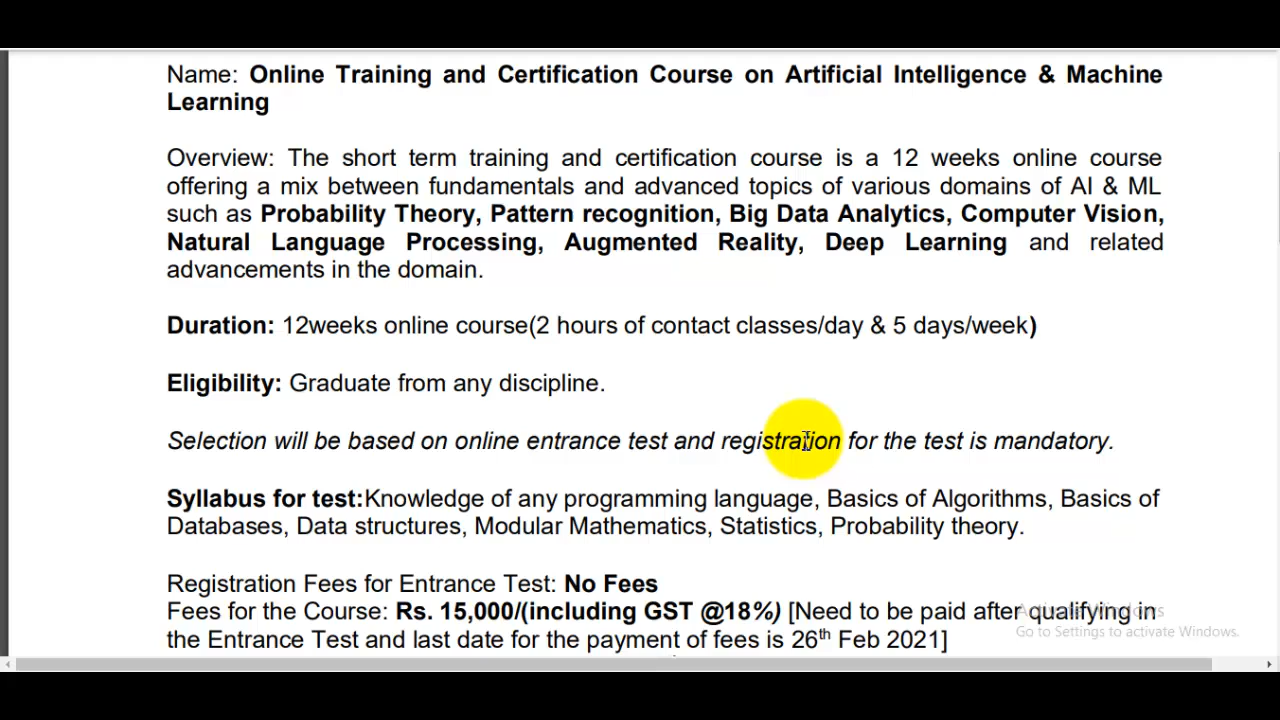 Name: Online Training and Certification Course on Artificial Intelligence & Machine
Learning
Overview: The short term training and certification course is a 12 weeks online course
offering a mix between fundamentals and advanced topics of various domains of AI & ML
such as Probability Theory, Pattern recognition, Big Data Analytics, Computer Vision,
Natural Language Processing, Augmented Reality, Deep Learning and related
advancements in the domain.
Duration: 12weeks online course(2 hours of contact classes/day & 5 days/week)
Eligibility: Graduate from any discipline.
Selection will be based on online entrance test and registration for the test is mandatory.
Syllabus for test:Knowledge of any programming language, Basics of Algorithms, Basics of
Databases, Data structures, Modular Mathematics, Statistics, Probability theory.
Registration Fees for Entrance Test: No Fees
Fees for the Course: Rs. 15,000/(including GST @18%) [Need to be paid after qualifying in
the Entrance Test and last date for the payment of fees is 26th Feb 2021]
Activate Windows
Go to Settings to activate Windows.